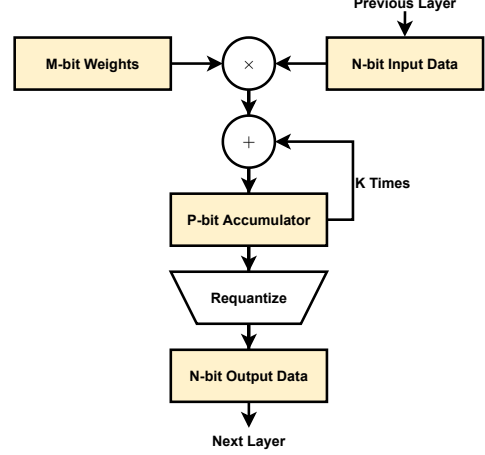 Previous Layer
M-bit Weights
×
N-bit Input Data
+
K Times
P-bit Accumulator
Requantize
N-bit Output Data
Next Layer